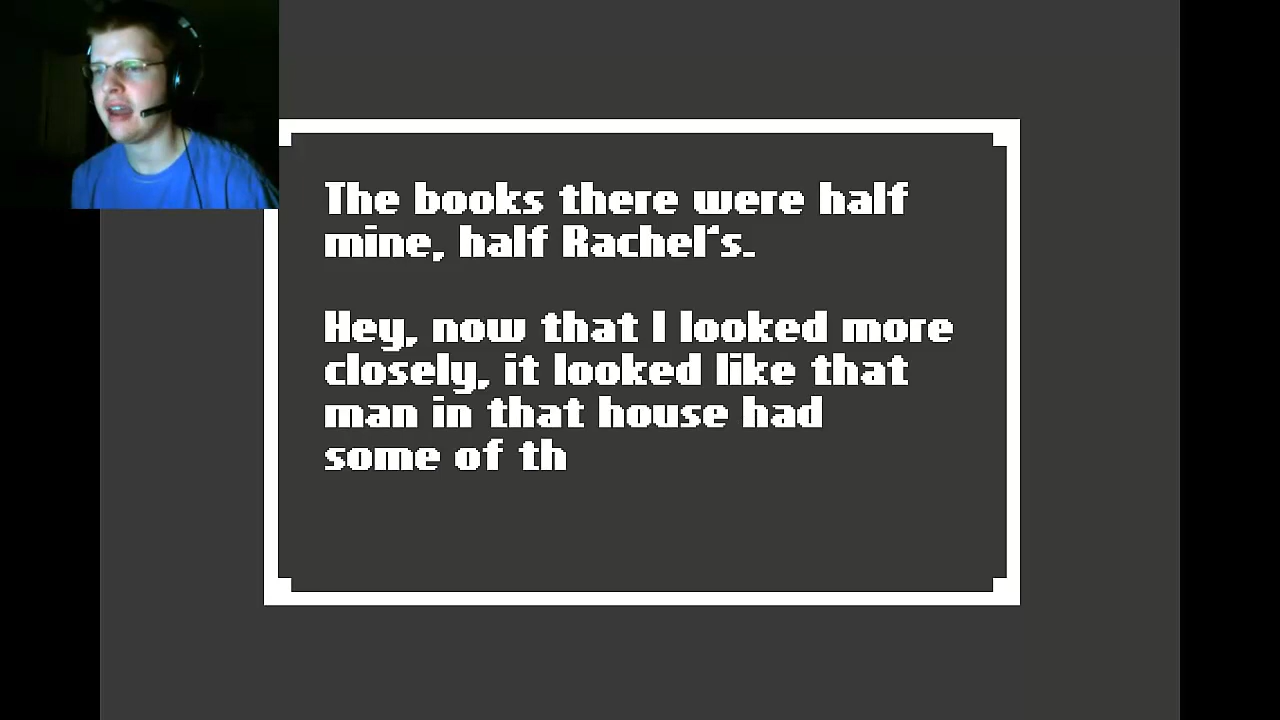 The books there were half
mine, half Rachel's.
Hey, now that I looked more
closely, it looked like that
man in that house had
some of th